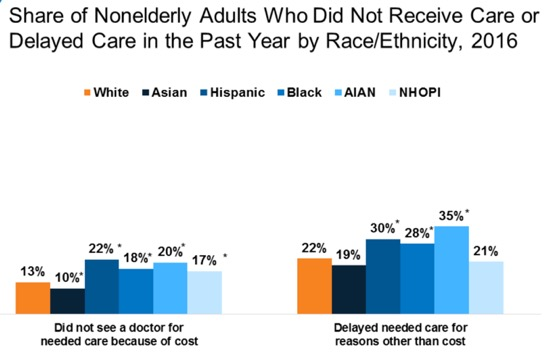 Share of Nonelderly Adults Who Did Not Receive Care or
Delayed Care in the Past Year by Race/Ethnicity, 2016
White Asian Hispanic Black AIAN NHOPI
13% 10%* 22% * 18%* 20% * 17% *
22% 19% 30%* 28%* 35%* 21%
Did not see a doctor for
needed care because of cost
Delayed needed care for
reasons other than cost